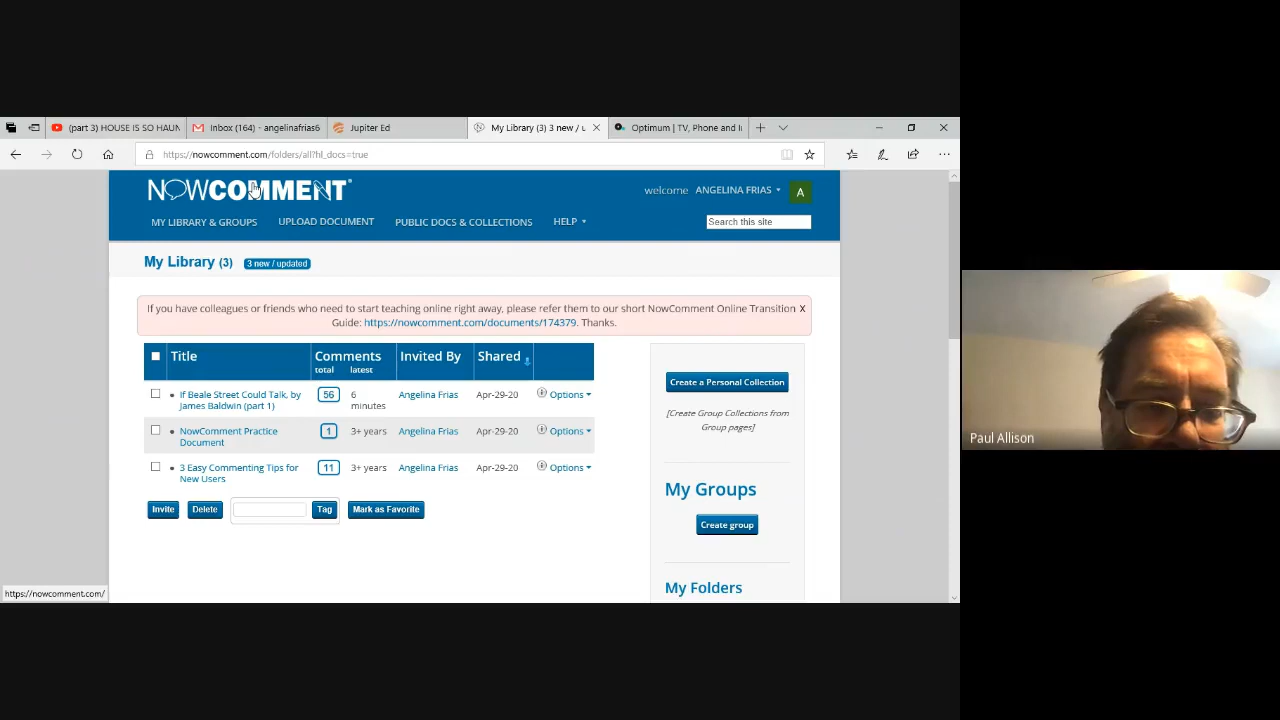 (part 3) HOUSE IS SO HAUN
Inbox (164) - angelinafrias6
Jupiter Ed
My Library (3) 3 new / u
Optimum | TV, Phone and I
https://nowcomment.com/folders/all?hl_docs=true
NOWCOMMENT®
welcome ANGELINA FRIAS
A
MY LIBRARY & GROUPS
UPLOAD DOCUMENT
PUBLIC DOCS & COLLECTIONS
HELP
Search this site
My Library (3) 3 new / updated
If you have colleagues or friends who need to start teaching online right away, please refer them to our short NowComment Online Transition X
Guide: https://nowcomment.com/documents/174379. Thanks.
Title Comments Invited By Shared
total latest
If Beale Street Could Talk, by 56 6 Angelina Frias Apr-29-20 Options
James Baldwin (part 1) minutes
NowComment Practice 1 3+ years Angelina Frias Apr-29-20 Options
Document
3 Easy Commenting Tips for 11 3+ years Angelina Frias Apr-29-20 Options
New Users
Invite Delete Tag Mark as Favorite
Create a Personal Collection
[Create Group Collections from
Group pages]
My Groups
Create group
My Folders
https://nowcomment.com/
Paul Allison